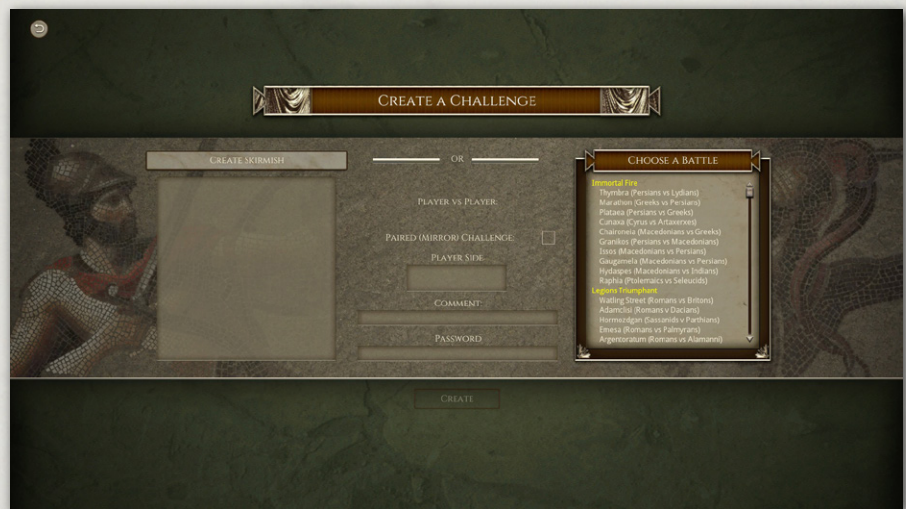 CREATE A CHALLENGE
CREATE SKIRMISH
OR
PLAYER VS PLAYER:
PAIRED (MIRROR) CHALLENGE:
PLAYER SIDE:
COMMENT:
PASSWORD
CREATE
CHOOSE A BATTLE
Immortal Fire
Thymbra (Persians vs Lydians)
Marathon (Greeks vs Persians)
Plataea (Persians vs Greeks)
Cunaxa (Cyrus vs Artaxerxes)
Chaironeia (Macedonians vs Greeks)
Granikos (Persians vs Macedonians)
Issos (Macedonians vs Persians)
Gaugamela (Macedonians vs Persians)
Hydaspes (Macedonians vs Indians)
Raphia (Ptolemaics vs Seleucids)
Legions Triumphant
Watling Street (Romans vs Britons)
Adamclisi (Romans v Dacians)
Hormozdgan (Sassanids v Parthians)
Emesa (Romans vs Palmyrans)
Argentoratum (Romans vs Alamanni)